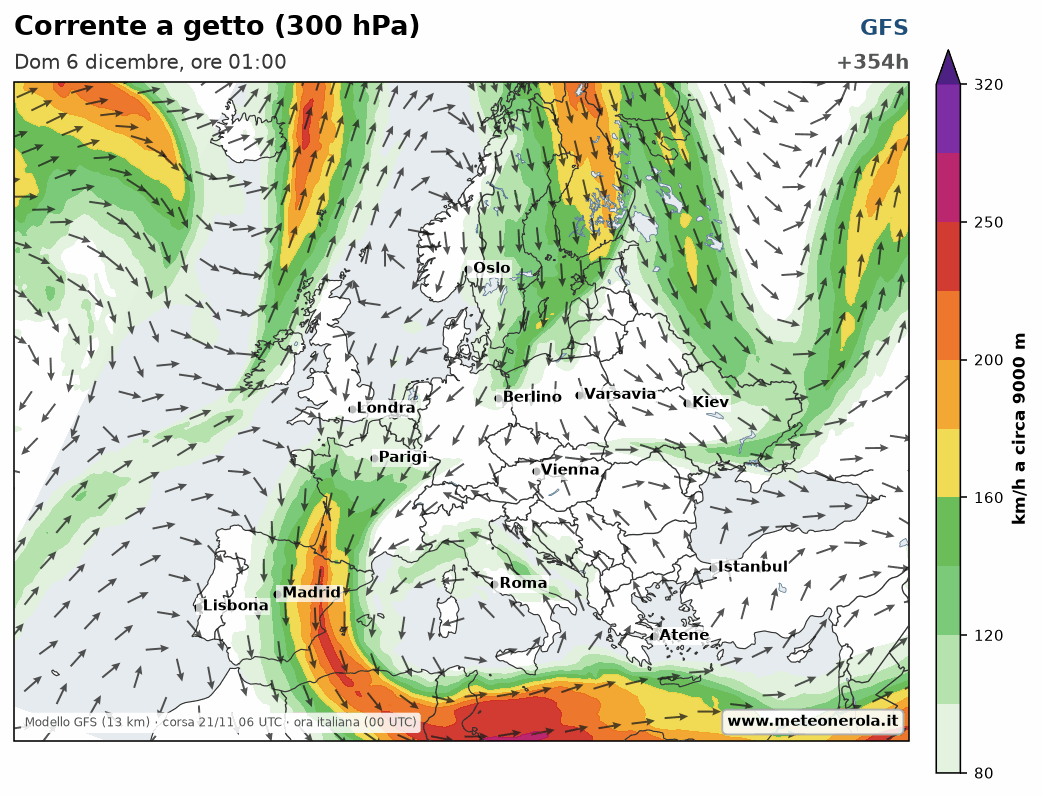 Corrente a getto (300 hPa)
GFS
Dom 6 dicembre, ore 01:00
+354h
320
250
200
160
120
80
km/h a circa 9000 m
Oslo
Berlino
Varsavia
Kiev
Londra
Parigi
Vienna
Istanbul
Roma
Madrid
Lisbona
Atene
Modello GFS (13 km) · corsa 21/11 06 UTC · ora italiana (00 UTC)
www.meteonerola.it